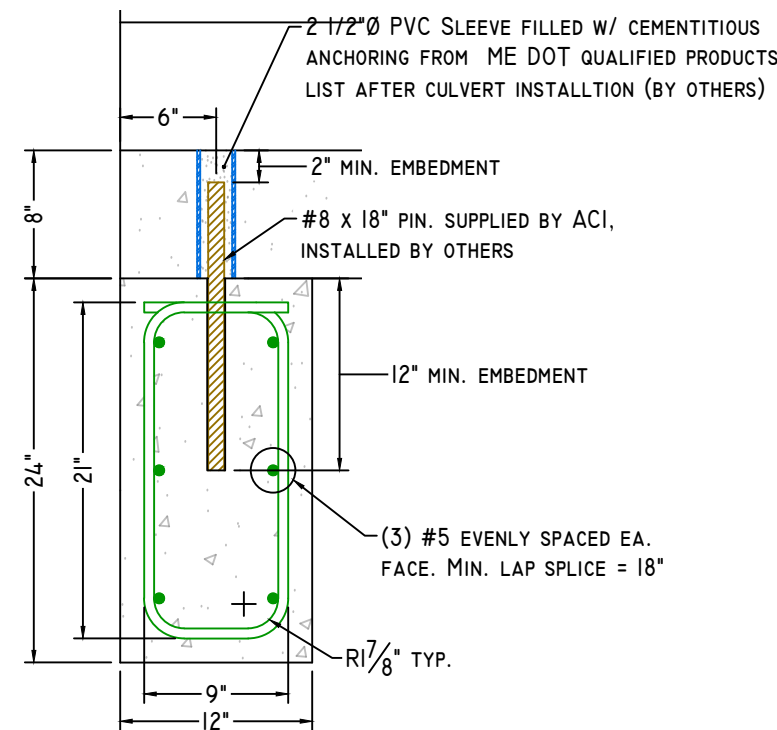 2 1/2"Ø PVC SLEEVE FILLED W/ CEMENTITIOUS
ANCHORING FROM ME DOT QUALIFIED PRODUCTS
LIST AFTER CULVERT INSTALLTION (BY OTHERS)
6"
2" MIN. EMBEDMENT
8"
#8 X 18" PIN. SUPPLIED BY ACI,
INSTALLED BY OTHERS
12" MIN. EMBEDMENT
24"
21"
(3) #5 EVENLY SPACED EA.
FACE. MIN. LAP SPLICE = 18"
R1 7/8" TYP.
9"
12"